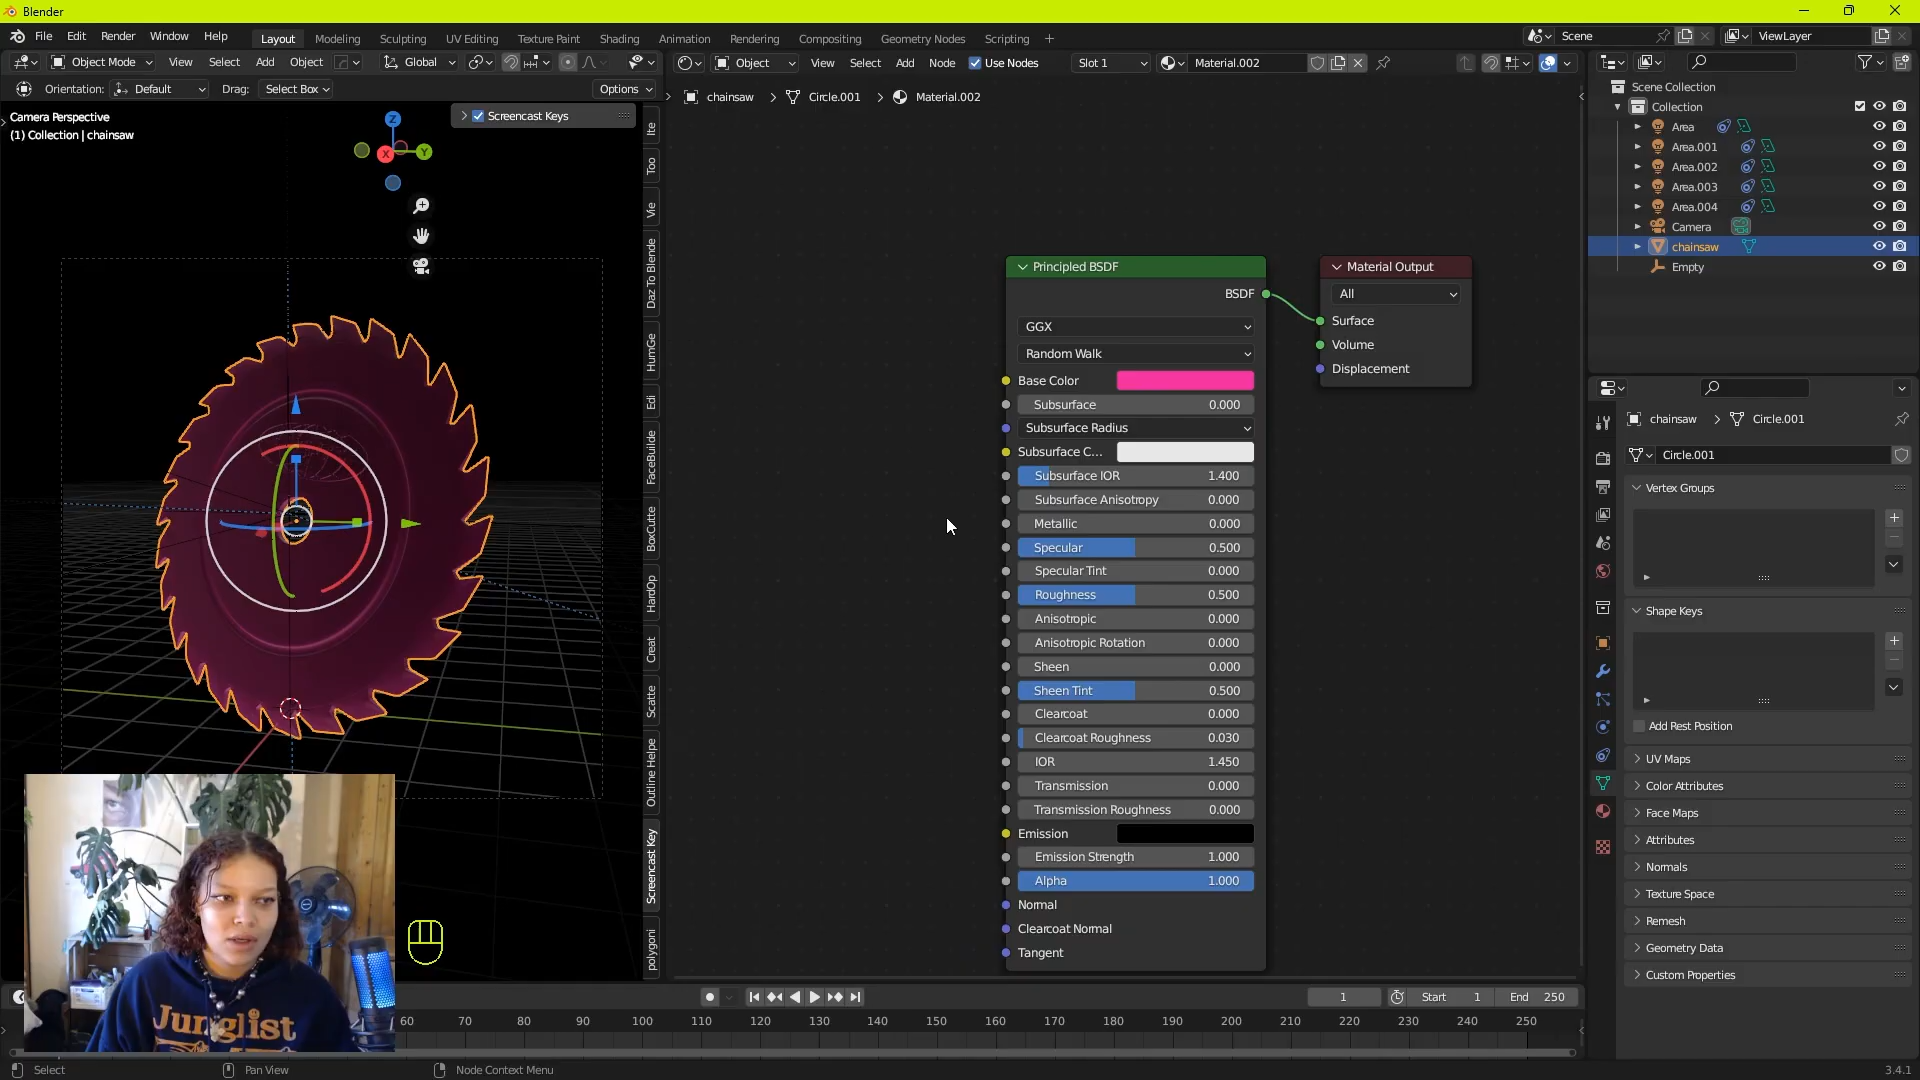 Blender
File Edit Render Window Help Layout Modeling Sculpting UV Editing Texture Paint Shading Animation Rendering Compositing Geometry Nodes Scripting + Scene ViewLayer
Object Mode View Select Add Object Global Object View Select Add Node Use Nodes Slot 1 Material.002
Orientation: Default Drag: Select Box Options
chainsaw > Circle.001 > Material.002
Camera Perspective
(1) Collection | chainsaw
Screencast Keys
Z
X
Y
Ite
Too
Vie
Daz To Blende
HumGe
Edi
FaceBuilde
BoxCutte
HardOp
Creat
Scatte
Outline Helpe
Screencast Key
polygoni
Principled BSDF
BSDF
GGX
Random Walk
Base Color
Subsurface 0.000
Subsurface Radius
Subsurface C...
Subsurface IOR 1.400
Subsurface Anisotropy 0.000
Metallic 0.000
Specular 0.500
Specular Tint 0.000
Roughness 0.500
Anisotropic 0.000
Anisotropic Rotation 0.000
Sheen 0.000
Sheen Tint 0.500
Clearcoat 0.000
Clearcoat Roughness 0.030
IOR 1.450
Transmission 0.000
Transmission Roughness 0.000
Emission
Emission Strength 1.000
Alpha 1.000
Normal
Clearcoat Normal
Tangent
Material Output
All
Surface
Volume
Displacement
Scene Collection
Collection
Area
Area.001
Area.002
Area.003
Area.004
Camera
chainsaw
Empty
chainsaw > Circle.001
Circle.001
Vertex Groups
Shape Keys
Add Rest Position
UV Maps
Color Attributes
Face Maps
Attributes
Normals
Texture Space
Remesh
Geometry Data
Custom Properties
Junglist
1 Start 1 End 250
60 70 80 90 100 110 120 130 140 150 160 170 180 190 200 210 220 230 240 250
Select Pan View Node Context Menu 3.4.1